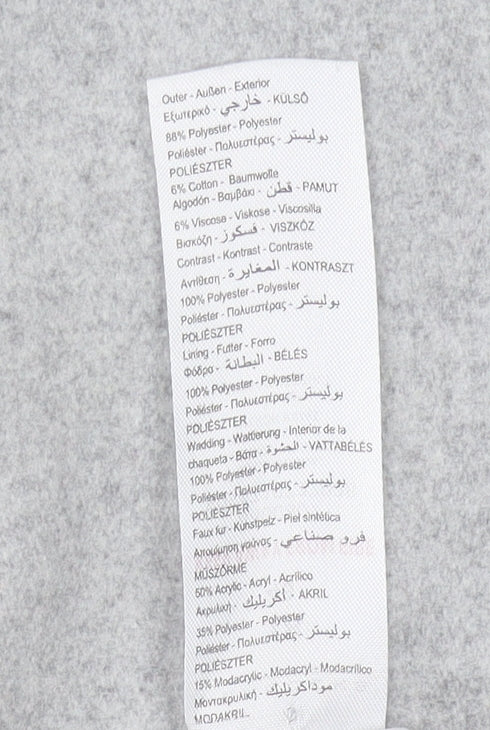 Outer - Außen - Exterior
Εξωτερικό - خارجي - KÜLSŐ
88% Polyester - Polyester
Poliéster - Πολυεστέρας - بوليستر
POLIÉSZTER
6% Cotton - Baumwolle
Algodón - Βαμβάκι - قطن - PAMUT
6% Viscose - Viskose - Viscosilla
Βισκόζη - فسكوز - VISZKÓZ
Contrast - Kontrast - Contraste
Αντίθεση - المغايرة - KONTRASZT
100% Polyester - Polyester
Poliéster - Πολυεστέρας - بوليستر
POLIÉSZTER
Lining - Futter - Forro
Φόδρα - البطانة - BÉLÉS
100% Polyester - Polyester
Poliéster - Πολυεστέρας - بوليستر
POLIÉSZTER
Wadding - Wattierung - Interior de la
chaqueta - Βάτα - الحشوة - VATTABÉLÉS
100% Polyester - Polyester
Poliéster - Πολυεστέρας - بوليستر
POLIÉSZTER
Faux fur - Kunstpelz - Piel sintética
Απομίμηση γούνας - فرو صناعي
MŰSZŐRME
50% Acrylic - Acryl - Acrílico
Ακρυλική - أكريليك - AKRIL
35% Polyester - Polyester
Poliéster - Πολυεστέρας - بوليستر
POLIÉSZTER
15% Modacrylic - Modacryl - Modacrílico
Μοντακρυλική - موداكريليك
MODAKRIL